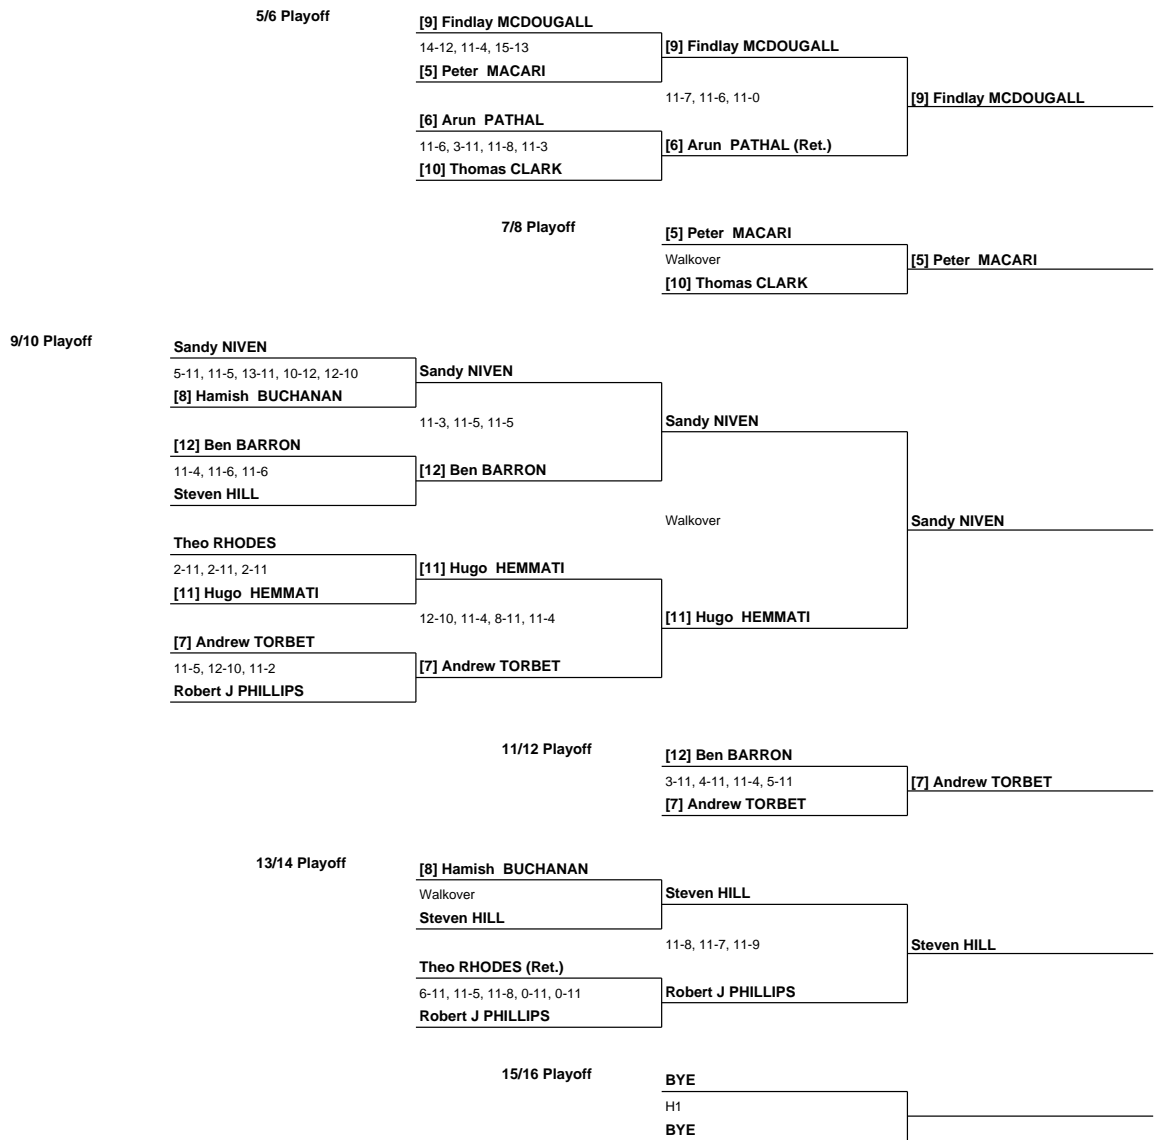 5/6 Playoff
[9] Findlay MCDOUGALL
14-12, 11-4, 15-13
[9] Findlay MCDOUGALL
[5] Peter MACARI
11-7, 11-6, 11-0
[9] Findlay MCDOUGALL
[6] Arun PATHAL
11-6, 3-11, 11-8, 11-3
[6] Arun PATHAL (Ret.)
[10] Thomas CLARK
7/8 Playoff
[5] Peter MACARI
Walkover
[5] Peter MACARI
[10] Thomas CLARK
9/10 Playoff
Sandy NIVEN
5-11, 11-5, 13-11, 10-12, 12-10
Sandy NIVEN
[8] Hamish BUCHANAN
11-3, 11-5, 11-5
Sandy NIVEN
[12] Ben BARRON
11-4, 11-6, 11-6
[12] Ben BARRON
Steven HILL
Walkover
Sandy NIVEN
Theo RHODES
2-11, 2-11, 2-11
[11] Hugo HEMMATI
[11] Hugo HEMMATI
12-10, 11-4, 8-11, 11-4
[11] Hugo HEMMATI
[7] Andrew TORBET
11-5, 12-10, 11-2
[7] Andrew TORBET
Robert J PHILLIPS
11/12 Playoff
[12] Ben BARRON
3-11, 4-11, 11-4, 5-11
[7] Andrew TORBET
[7] Andrew TORBET
13/14 Playoff
[8] Hamish BUCHANAN
Walkover
Steven HILL
Steven HILL
11-8, 11-7, 11-9
Steven HILL
Theo RHODES (Ret.)
6-11, 11-5, 11-8, 0-11, 0-11
Robert J PHILLIPS
Robert J PHILLIPS
15/16 Playoff
BYE
H1
BYE